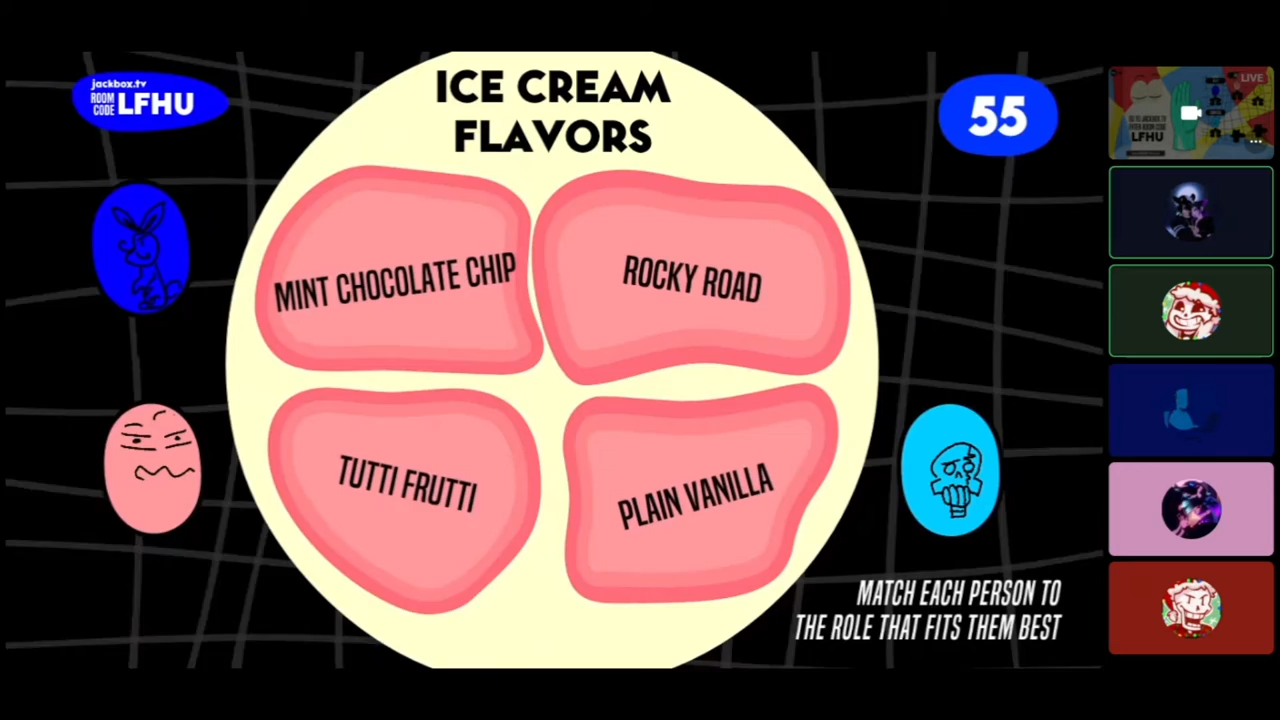 jackbox.tv
ROOM
CODE LFHU
ICE CREAM
FLAVORS
55
MINT CHOCOLATE CHIP
ROCKY ROAD
TUTTI FRUTTI
PLAIN VANILLA
MATCH EACH PERSON TO
THE ROLE THAT FITS THEM BEST
LIVE
LFHU